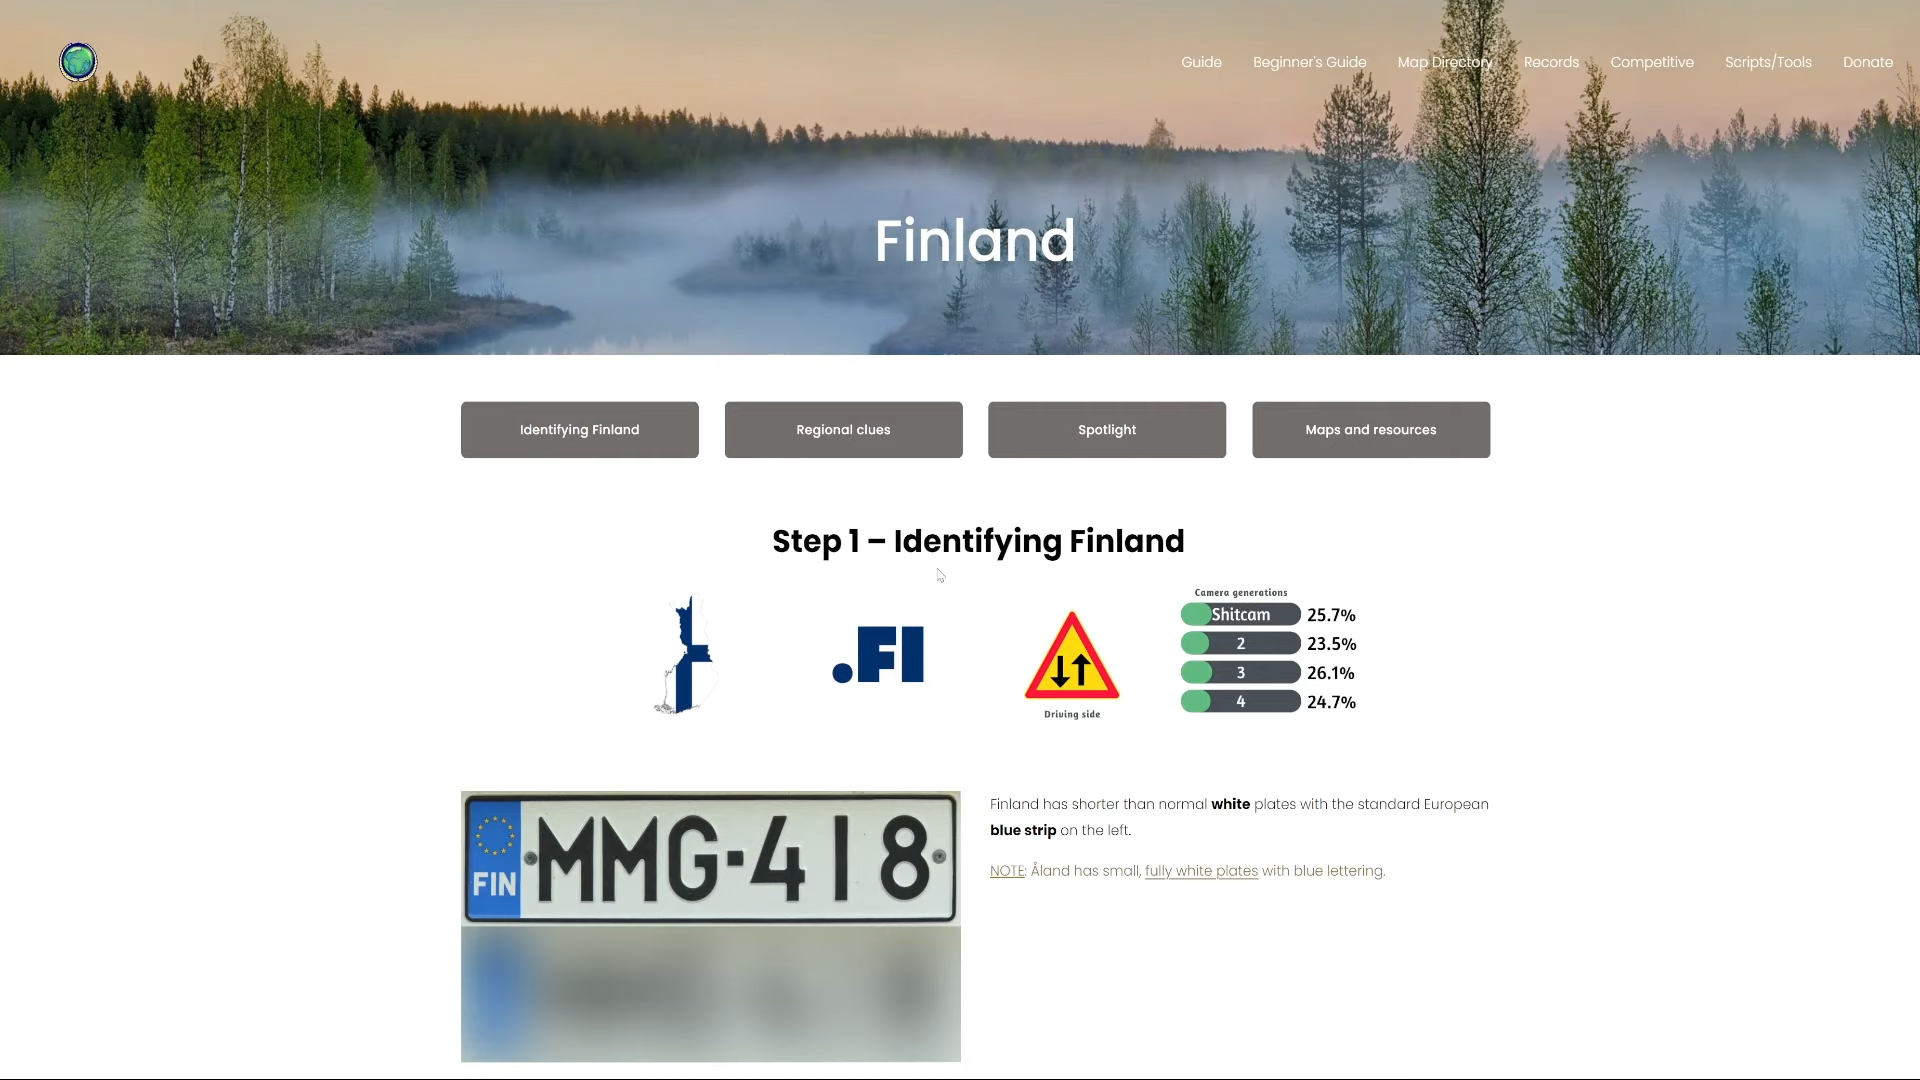 Guide Beginner's Guide Map Directory Records Competitive Scripts/Tools Donate
Finland
Identifying Finland Regional clues Spotlight Maps and resources
Step 1 – Identifying Finland
.FI
Driving side
Camera generations
Shitcam 25.7%
2 23.5%
3 26.1%
4 24.7%
FIN MMG-418
Finland has shorter than normal white plates with the standard European
blue strip on the left.
NOTE: Åland has small, fully white plates with blue lettering.